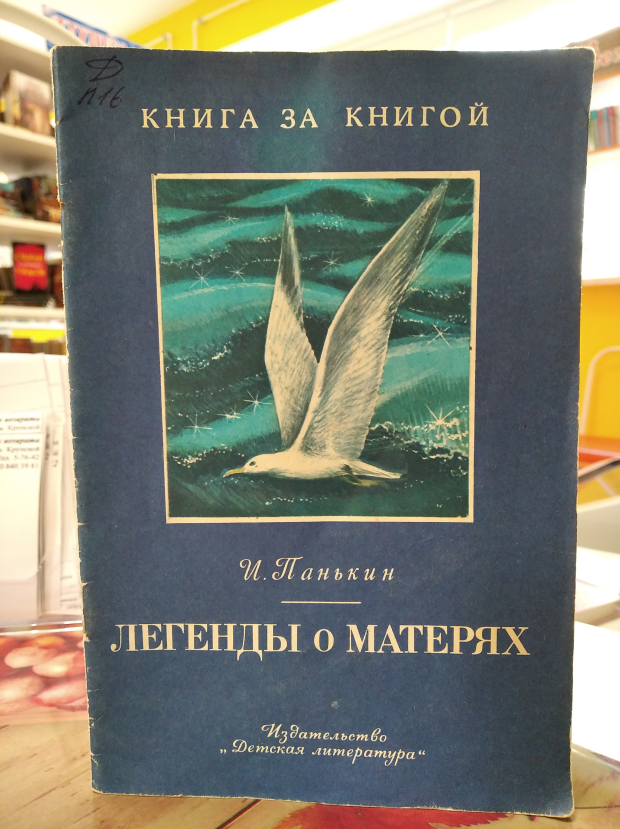 Д
П16
КНИГА ЗА КНИГОЙ
И. Панькин
ЛЕГЕНДЫ о МАТЕРЯХ
Издательство
„Детская литература“